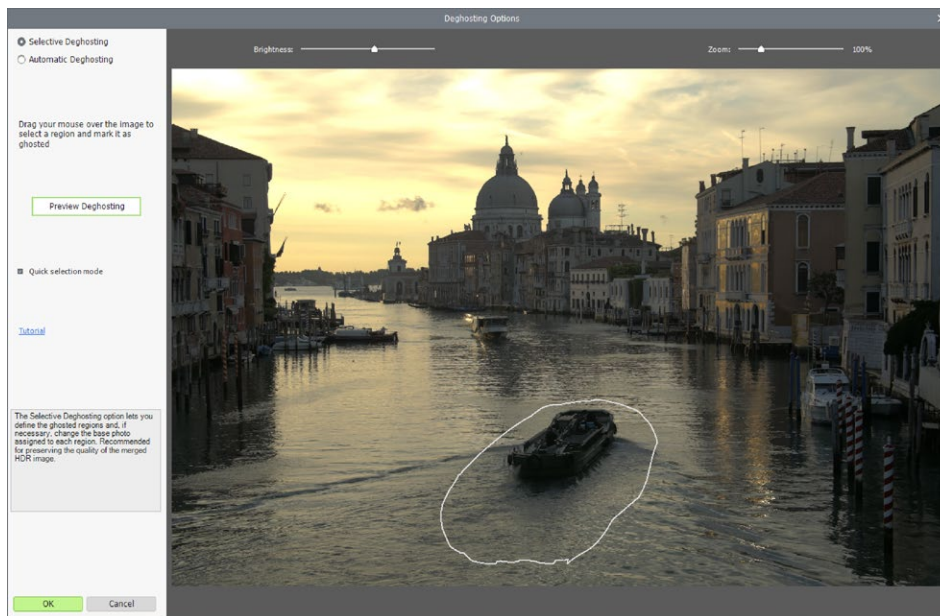 Deghosting Options
Selective Deghosting
Automatic Deghosting
Brightness:
Zoom:
100%
Drag your mouse over the image to
select a region and mark it as
ghosted
Preview Deghosting
Quick selection mode
Tutorial
The Selective Deghosting option lets you
define the ghosted regions and, if
necessary, change the base photo
assigned to each region. Recommended
for preserving the quality of the merged
HDR image.
OK
Cancel